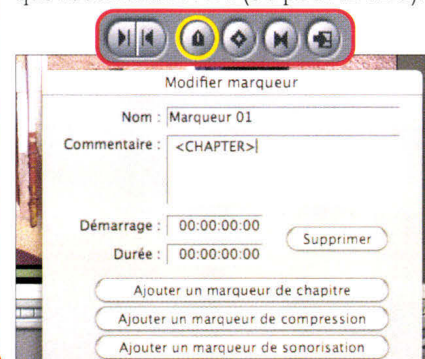 Modifier marqueur
Nom : Marqueur 01
Commentaire : <CHAPTER>
Démarrage : 00:00:00:00
Supprimer
Durée : 00:00:00:00
Ajouter un marqueur de chapitre
Ajouter un marqueur de compression
Ajouter un marqueur de sonorisation